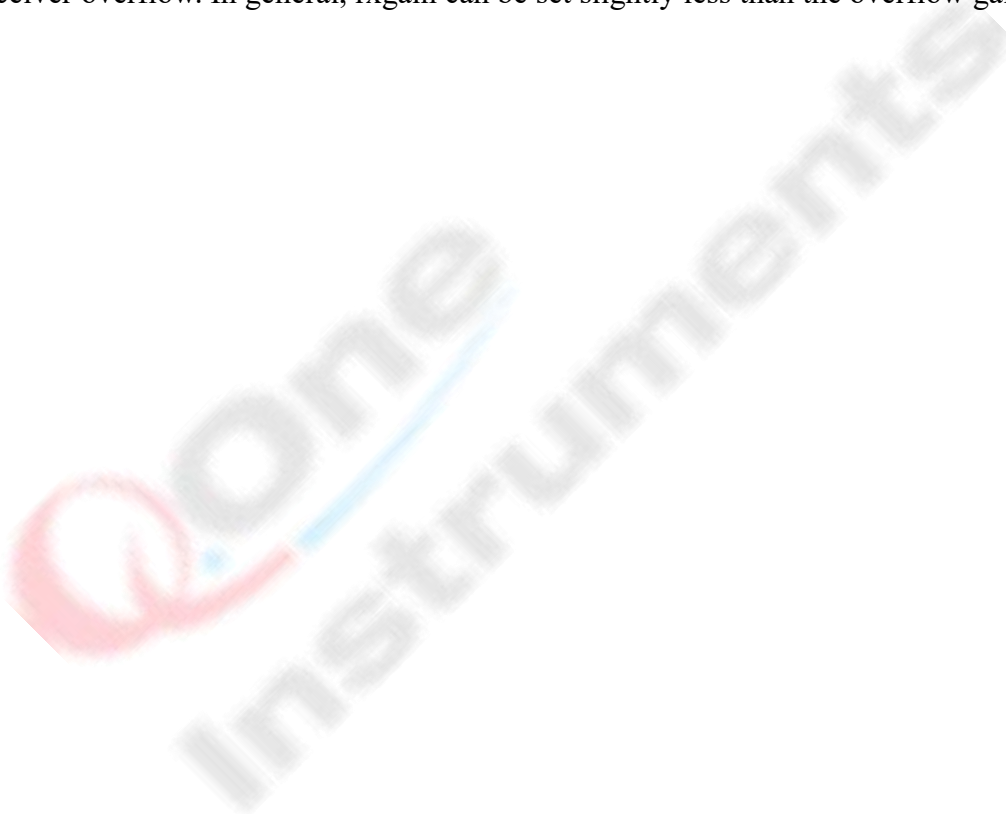 overflow. In general, rxgain can be set slightly less than the overflow
Q.One
Instruments